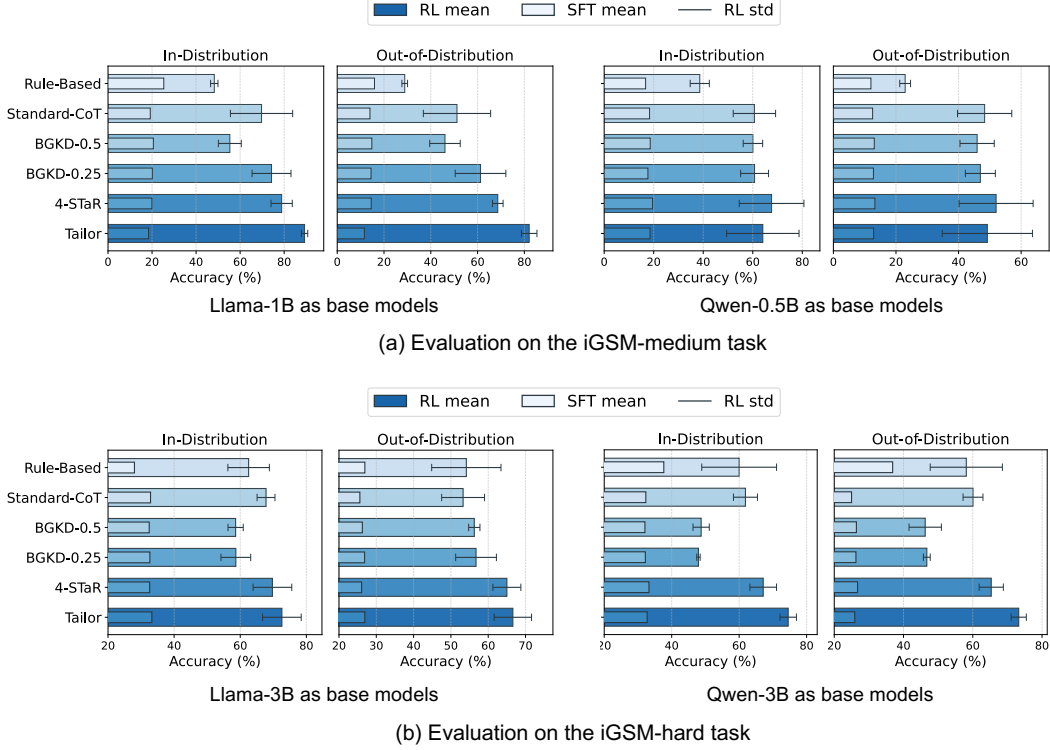 RL mean SFT mean RL std
In-Distribution Out-of-Distribution In-Distribution Out-of-Distribution
Rule-Based
Standard-CoT
BGKD-0.5
BGKD-0.25
4-STaR
Tailor
0 20 40 60 80 0 20 40 60 80 0 20 40 60 80 0 20 40 60
Accuracy (%) Accuracy (%) Accuracy (%) Accuracy (%)
Llama-1B as base models Qwen-0.5B as base models
(a) Evaluation on the iGSM-medium task
RL mean SFT mean RL std
In-Distribution Out-of-Distribution In-Distribution Out-of-Distribution
Rule-Based
Standard-CoT
BGKD-0.5
BGKD-0.25
4-STaR
Tailor
20 40 60 80 20 30 40 50 60 70 20 40 60 80 20 40 60 80
Accuracy (%) Accuracy (%) Accuracy (%) Accuracy (%)
Llama-3B as base models Qwen-3B as base models
(b) Evaluation on the iGSM-hard task